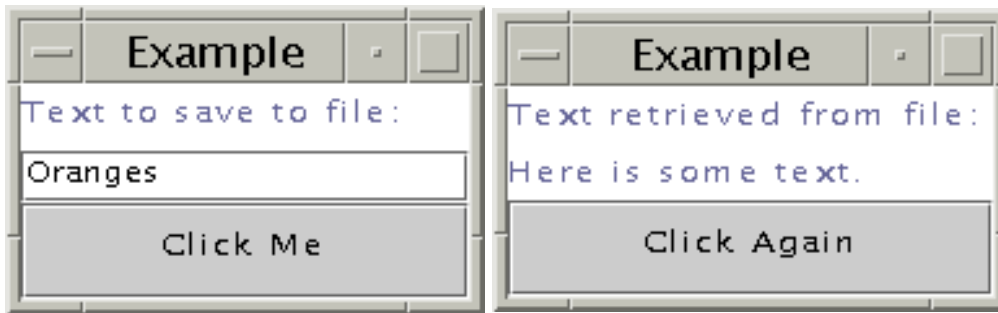 Example
Text to save to file:
Oranges
Click Me
Example
Text retrieved from file:
Here is some text.
Click Again